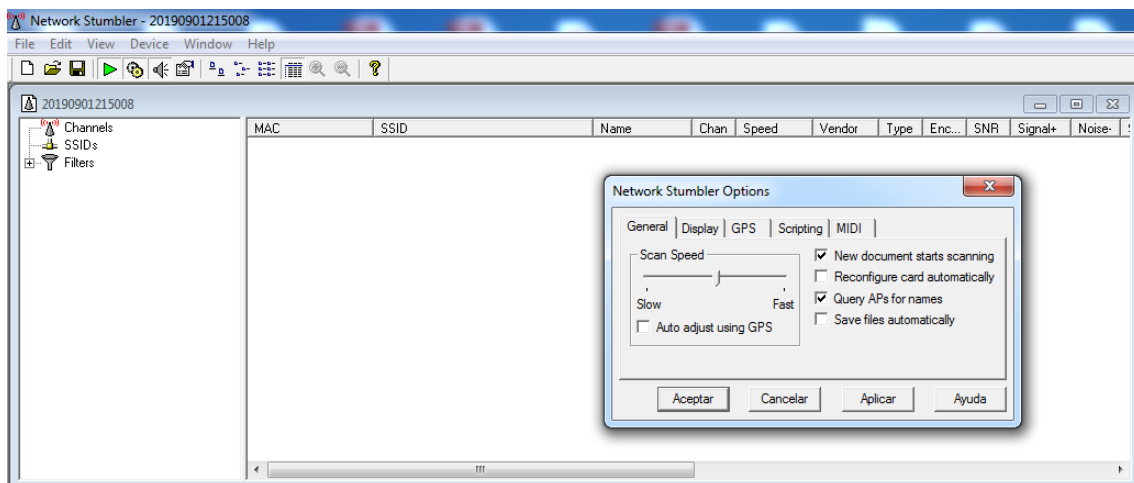 Network Stumbler - 20190901215008
File Edit View Device Window Help
20190901215008
Channels
SSIDs
Filters
MAC SSID Name Chan Speed Vendor Type Enc... SNR Signal+ Noise-
Network Stumbler Options
General Display GPS Scripting MIDI
Scan Speed
Slow Fast
Auto adjust using GPS
New document starts scanning
Reconfigure card automatically
Query APs for names
Save files automatically
Aceptar Cancelar Aplicar Ayuda